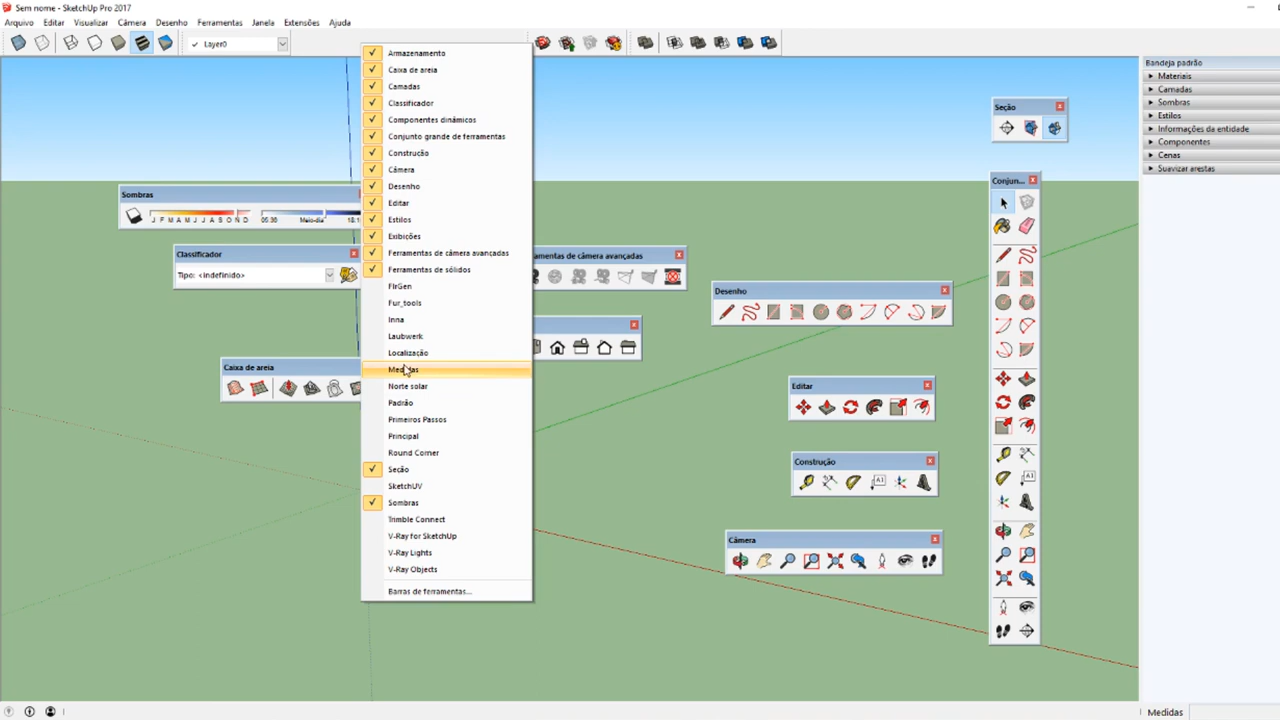 Sem nome - SketchUp Pro 2017
Arquivo Editar Visualizar Câmera Desenho Ferramentas Janela Extensões Ajuda
Layer0
Armazenamento
Caixa de areia
Camadas
Classificador
Componentes dinâmicos
Conjunto grande de ferramentas
Construção
Câmera
Desenho
Editar
Estilos
Exibições
Ferramentas de câmera avançadas
Ferramentas de sólidos
FlrGen
Fur_tools
Inna
Laubwerk
Localização
Medidas
Norte solar
Padrão
Primeiros Passos
Principal
Round Corner
Seção
SketchUV
Sombras
Trimble Connect
V-Ray for SketchUp
V-Ray Lights
V-Ray Objects
Barras de ferramentas...
Sombras
J F M A M J J A S O N D 05:30 Meio-dia 18:1
Classificador
Tipo: <indefinido>
Caixa de areia
amentas de câmera avançadas
Desenho
Editar
Construção
Câmera
Seção
Conjun...
Bandeja padrão
Materiais
Camadas
Sombras
Estilos
Informações da entidade
Componentes
Cenas
Suavizar arestas
Medidas